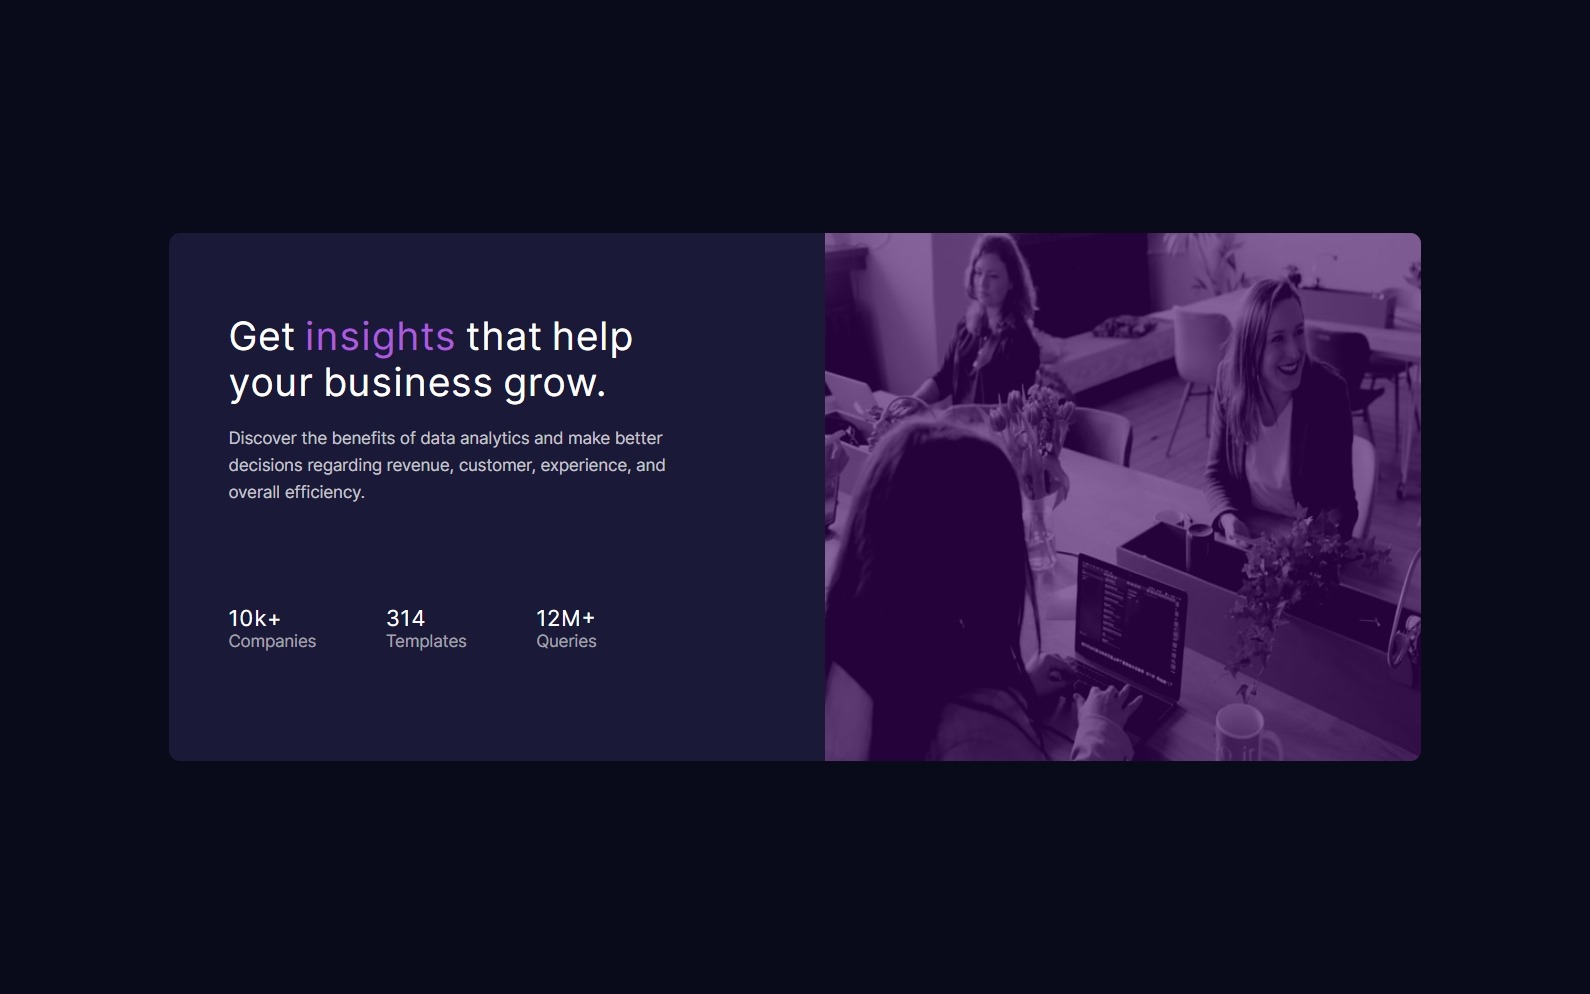 Get insights that help
your business grow.
Discover the benefits of data analytics and make better
decisions regarding revenue, customer, experience, and
overall efficiency.
10k+ 314 12M+
Companies Templates Queries